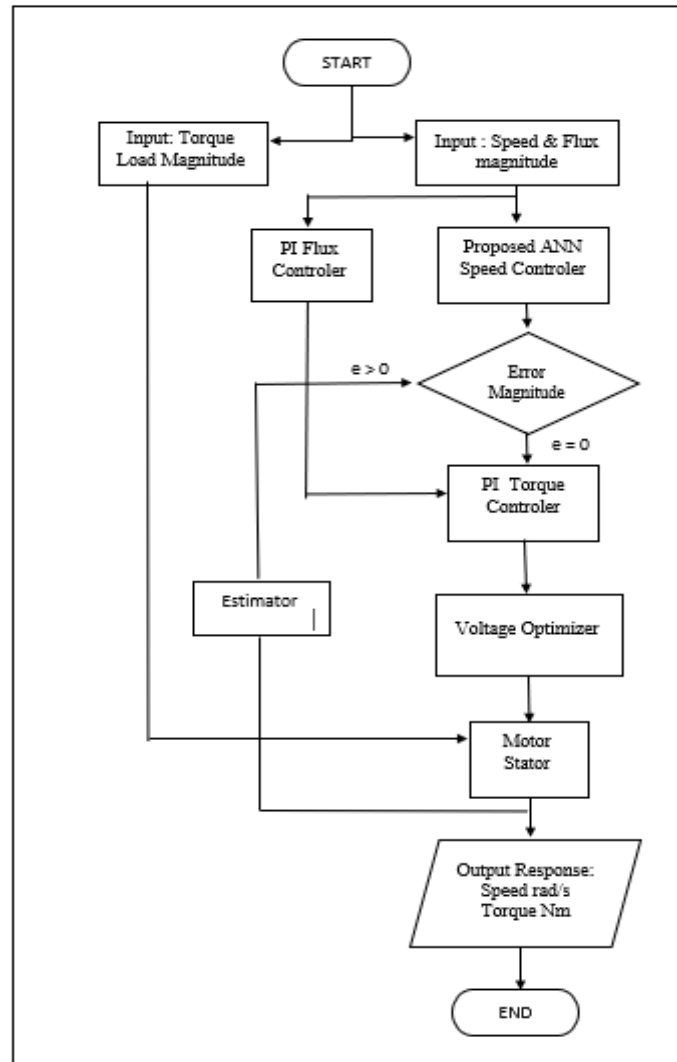 START
Input: Torque
Load Magnitude
Input : Speed & Flux
magnitude
PI Flux
Controler
Proposed ANN
Speed Controler
e > 0
Error
Magnitude
e = 0
PI Torque
Controler
Estimator
Voltage Optimizer
Motor
Stator
Output Response:
Speed rad/s
Torque Nm
END